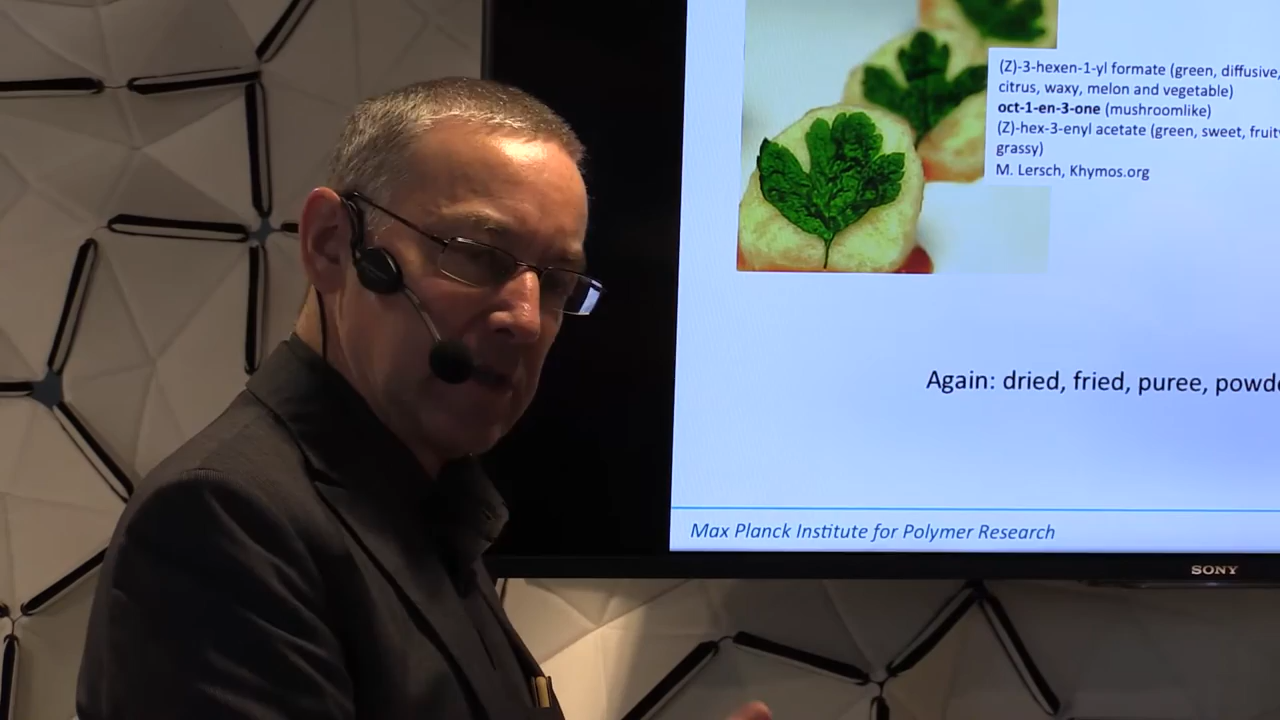 (Z)-3-hexen-1-yl formate (green, diffusive,
citrus, waxy, melon and vegetable)
oct-1-en-3-one (mushroomlike)
(Z)-hex-3-enyl acetate (green, sweet, fruit
grassy)
M. Lersch, Khymos.org
Again: dried, fried, puree, powde
Max Planck Institute for Polymer Research
SONY